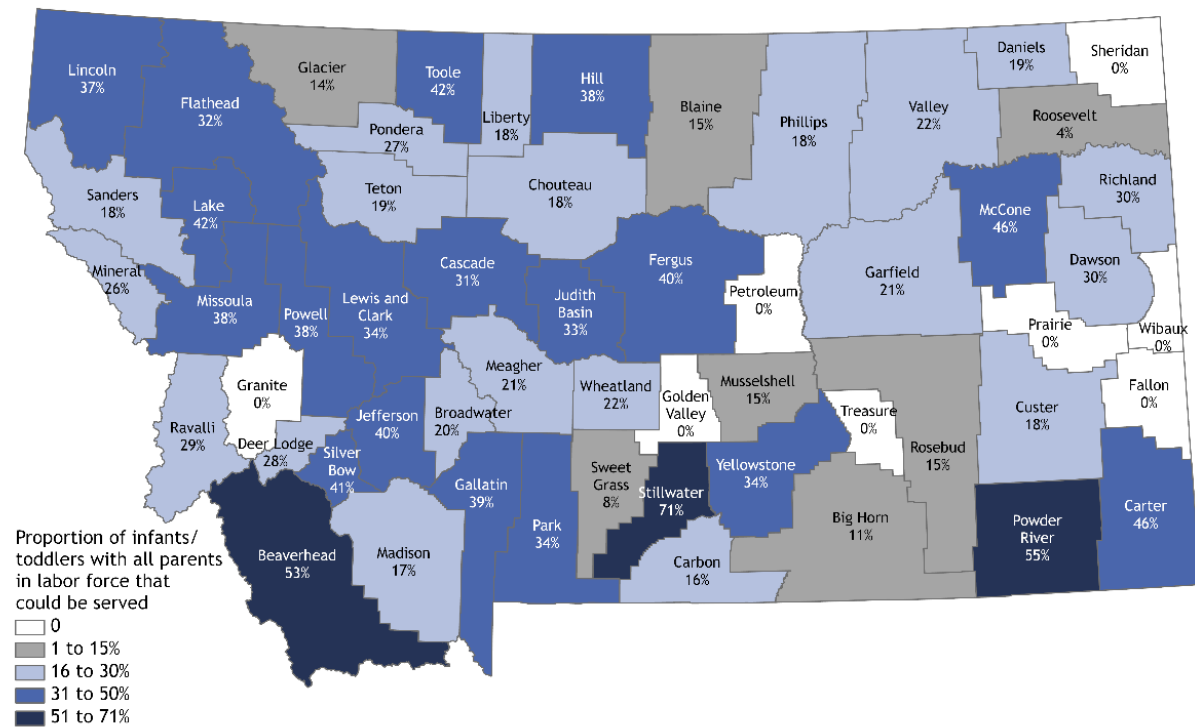 Lincoln
37%
Flathead
32%
Glacier
14%
Toole
42%
Liberty
18%
Hill
38%
Blaine
15%
Phillips
18%
Valley
22%
Daniels
19%
Sheridan
0%
Roosevelt
4%
Pondera
27%
Teton
19%
Chouteau
18%
Sanders
18%
Lake
42%
Richland
30%
McCone
46%
Dawson
30%
Garfield
21%
Mineral
26%
Missoula
38%
Powell
38%
Lewis and
Clark
34%
Cascade
31%
Judith
Basin
33%
Fergus
40%
Petroleum
0%
Prairie
0%
Wibaux
0%
Granite
0%
Meagher
21%
Wheatland
22%
Golden
Valley
0%
Musselshell
15%
Treasure
0%
Rosebud
15%
Custer
18%
Fallon
0%
Ravalli
29%
Deer Lodge
28%
Silver
Bow
41%
Jefferson
40%
Broadwater
20%
Gallatin
39%
Park
34%
Sweet
Grass
8%
Stillwater
71%
Yellowstone
34%
Big Horn
11%
Powder
River
55%
Carter
46%
Beaverhead
53%
Madison
17%
Carbon
16%
Proportion of infants/
toddlers with all parents
in labor force that
could be served
0
1 to 15%
16 to 30%
31 to 50%
51 to 71%